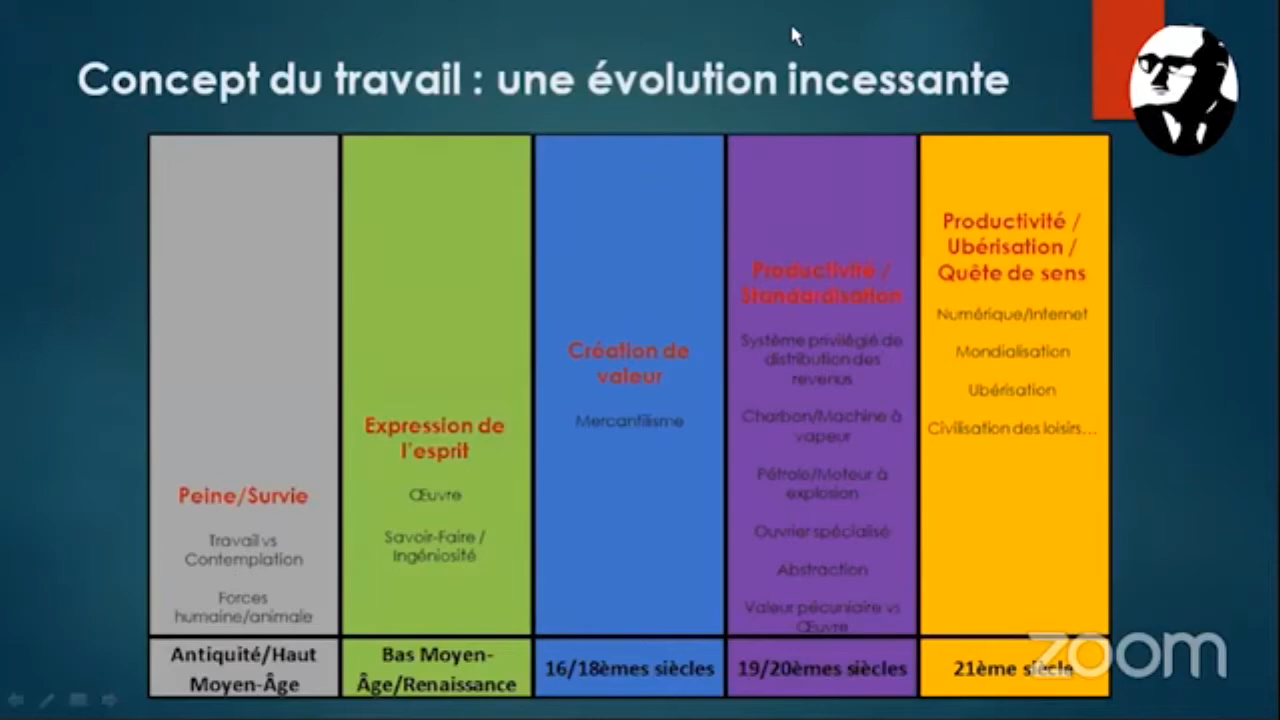 Concept du travail : une évolution incessante
Peine/Survie
Travail vs
Contemplation
Forces
humaine/animale
Antiquité/Haut
Moyen-Âge
Expression de
l'esprit
Œuvre
Savoir-Faire /
Ingéniosité
Bas Moyen-
Âge/Renaissance
Création de
valeur
Mercantilisme
16/18èmes siècles
Productivité /
Standardisation
Système privilégié de
distribution des
revenus
Charbon/Machine à
vapeur
Pétrole/Moteur à
explosion
Ouvrier spécialisé
Abstraction
Valeur pécuniaire vs
Œuvre
19/20èmes siècles
Productivité /
Ubérisation /
Quête de sens
Numérique/Internet
Mondialisation
Ubérisation
Civilisation des loisirs...
21ème siècle
zoom